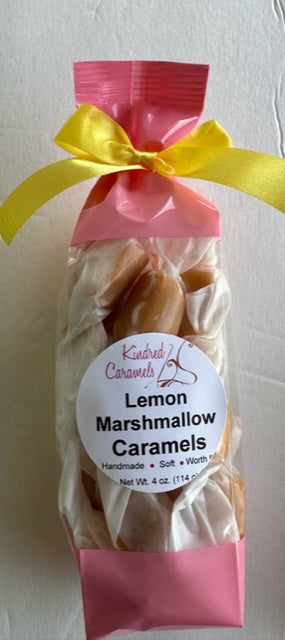 Kindred
Caramels
Lemon
Marshmallow
Caramels
Handmade • Soft • Worth
Net Wt. 4 oz. (114